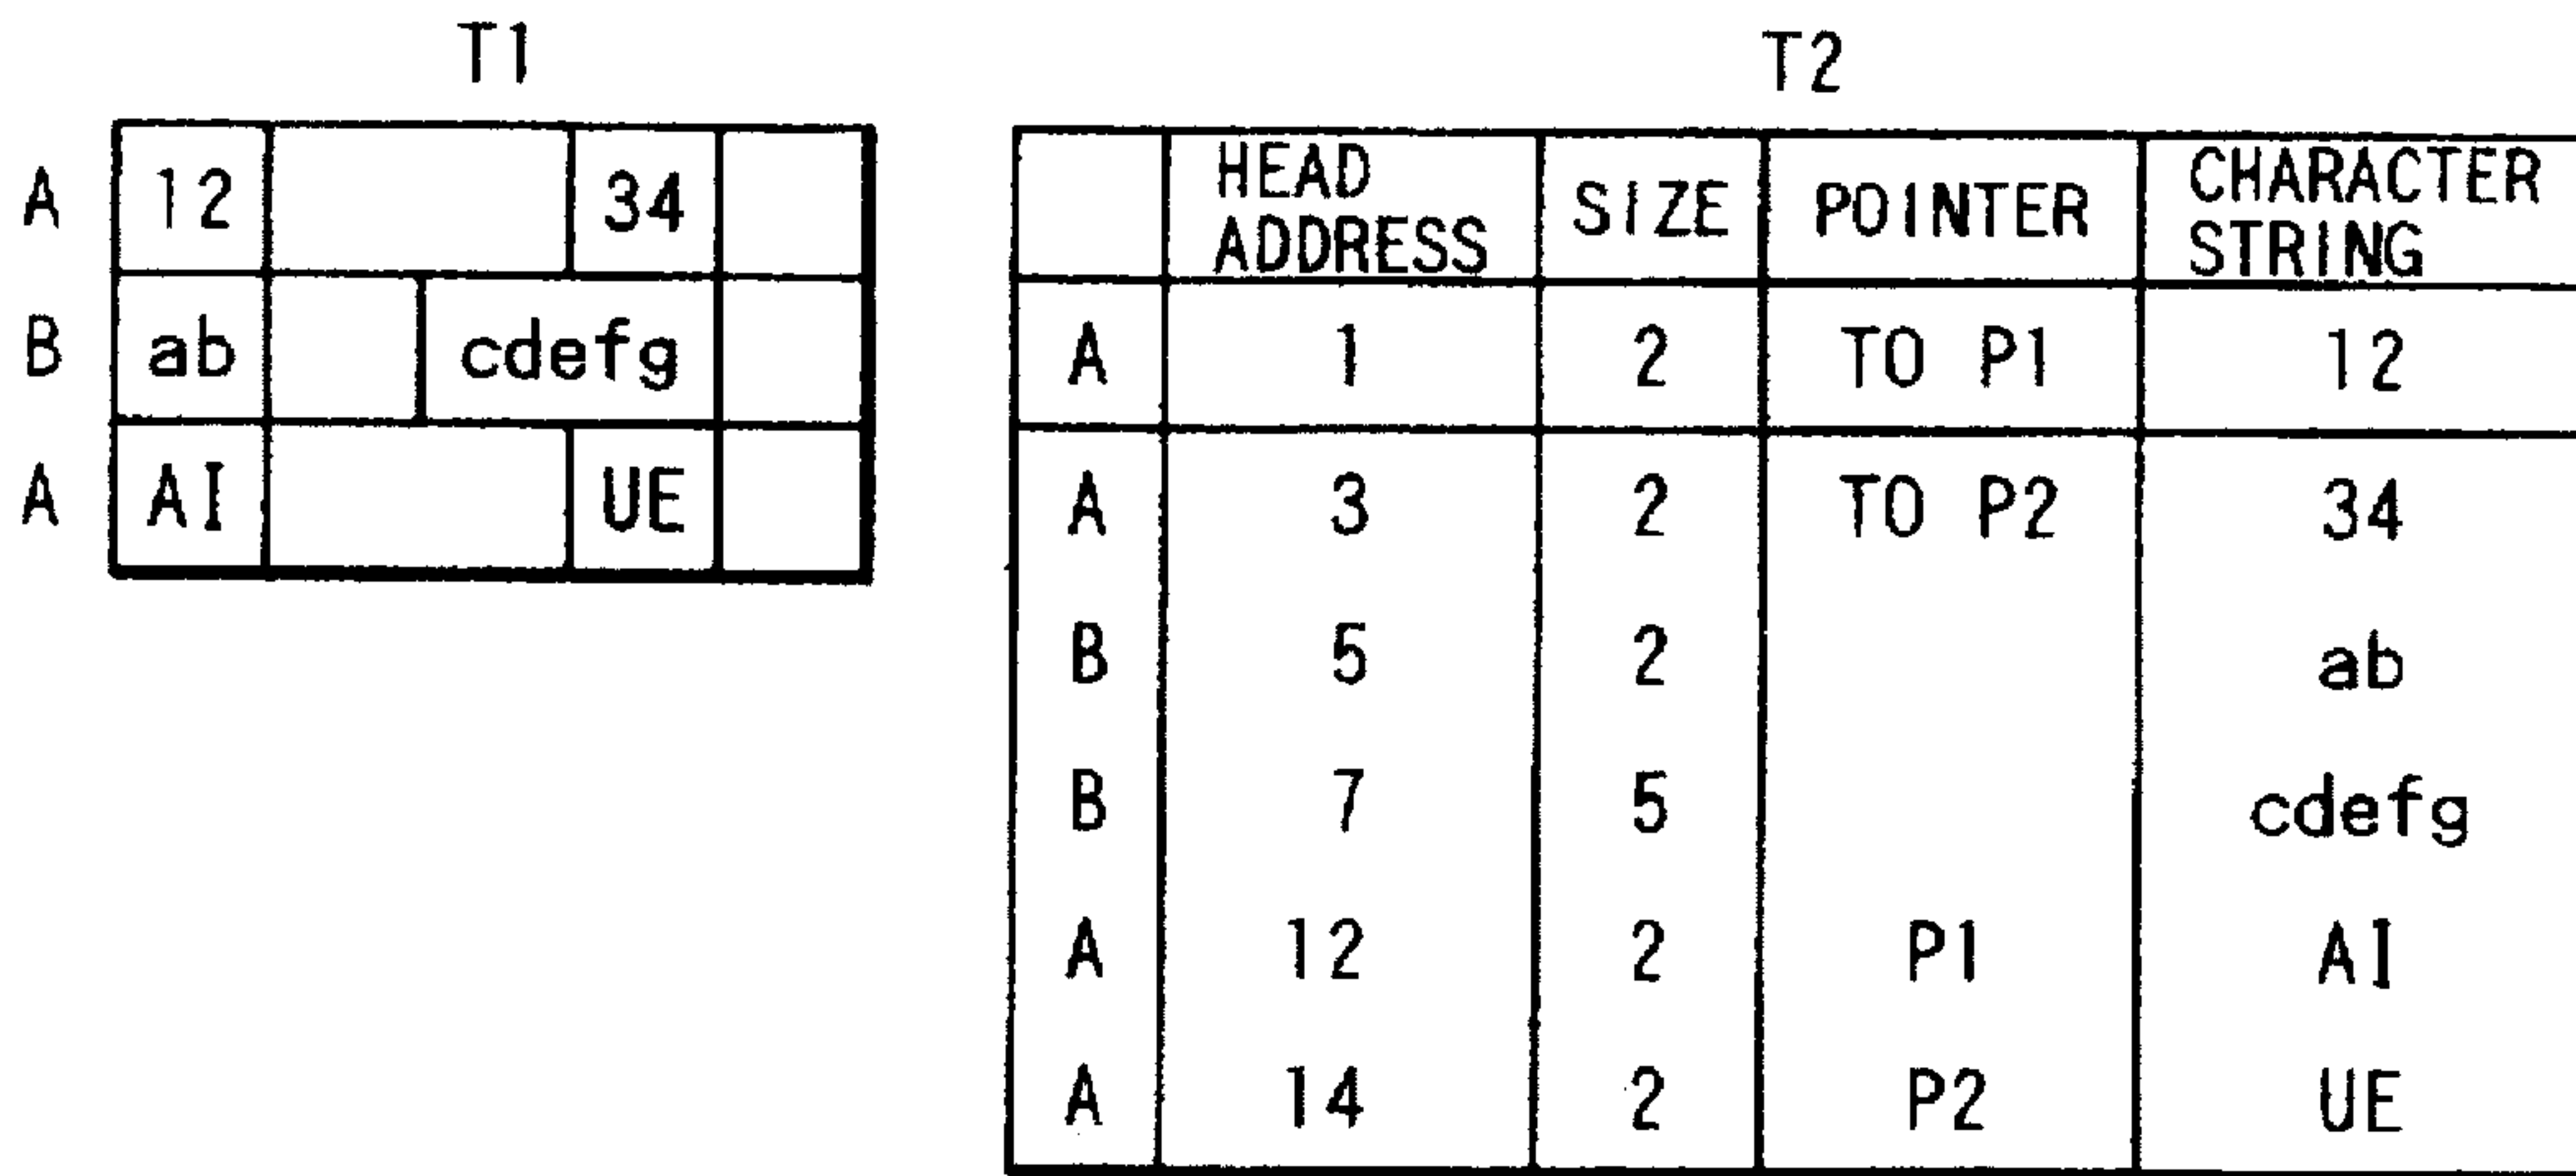 T1
A 12 34
B ab cdefg
A AI UE
T2
HEAD ADDRESS SIZE POINTER CHARACTER STRING
A 1 2 TO P1 12
A 3 2 TO P2 34
B 5 2 ab
B 7 5 cdefg
A 12 2 P1 AI
A 14 2 P2 UE